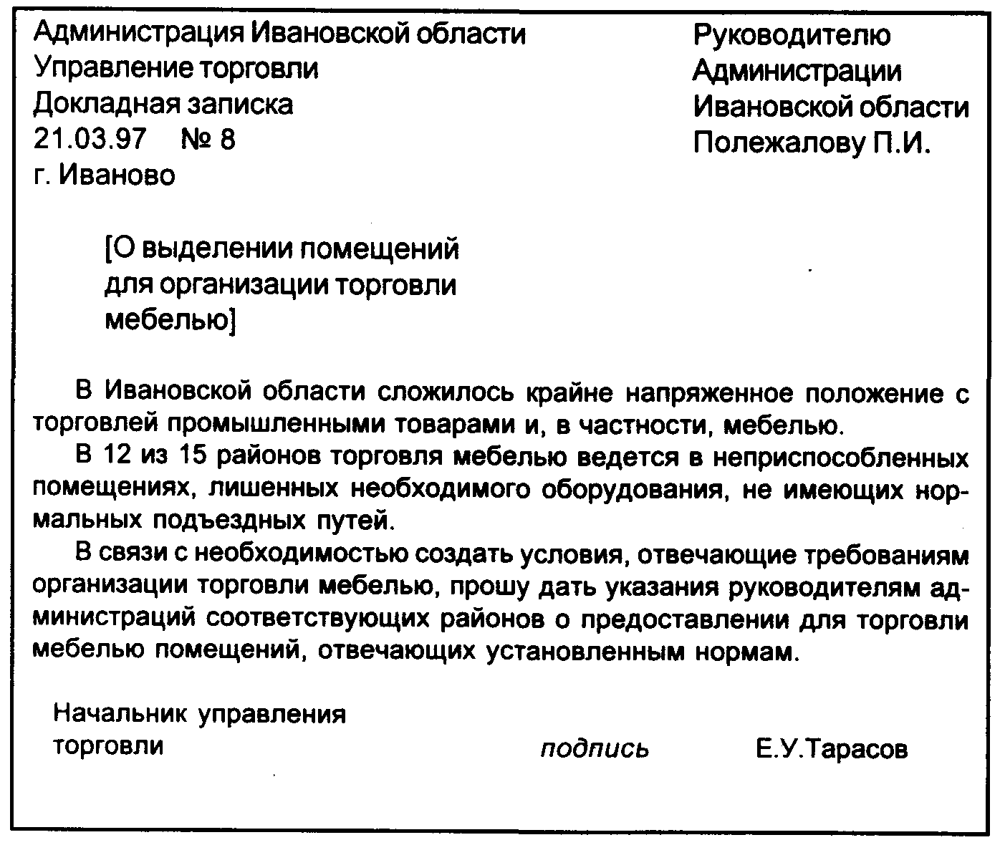 Администрация Ивановской области
Управление торговли
Докладная записка
21.03.97 № 8
г. Иваново
Руководителю
Администрации
Ивановской области
Полежалову П.И.
[О выделении помещений
для организации торговли
мебелью]
В Ивановской области сложилось крайне напряженное положение с
торговлей промышленными товарами и, в частности, мебелью.
В 12 из 15 районов торговля мебелью ведется в неприспособленных
помещениях, лишенных необходимого оборудования, не имеющих нор-
мальных подъездных путей.
В связи с необходимостью создать условия, отвечающие требованиям
организации торговли мебелью, прошу дать указания руководителям ад-
министраций соответствующих районов о предоставлении для торговли
мебелью помещений, отвечающих установленным нормам.
Начальник управления
торговли подпись Е.У.Тарасов